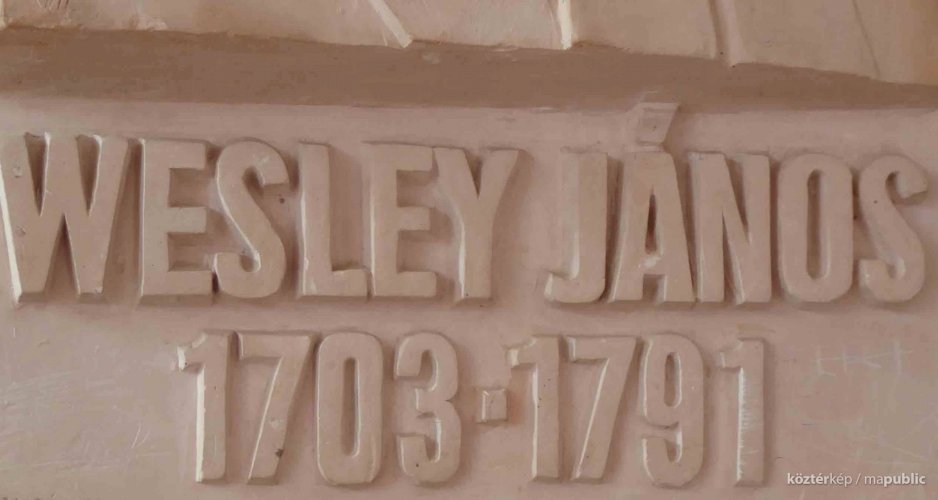 WESLEY JÁNOS
1703-1791
köztérkép / mapublic